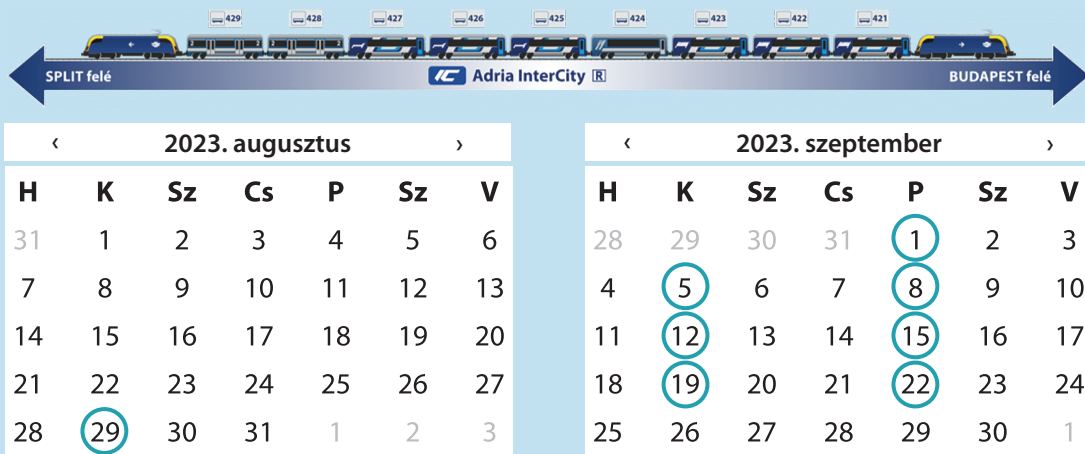 429 428 427 426 425 424 423 422 421
SPLIT felé IC Adria InterCity R BUDAPEST felé
‹ 2023. augusztus ›
H K Sz Cs P Sz V
31 1 2 3 4 5 6
7 8 9 10 11 12 13
14 15 16 17 18 19 20
21 22 23 24 25 26 27
28 29 30 31 1 2 3
‹ 2023. szeptember ›
H K Sz Cs P Sz V
28 29 30 31 1 2 3
4 5 6 7 8 9 10
11 12 13 14 15 16 17
18 19 20 21 22 23 24
25 26 27 28 29 30 1